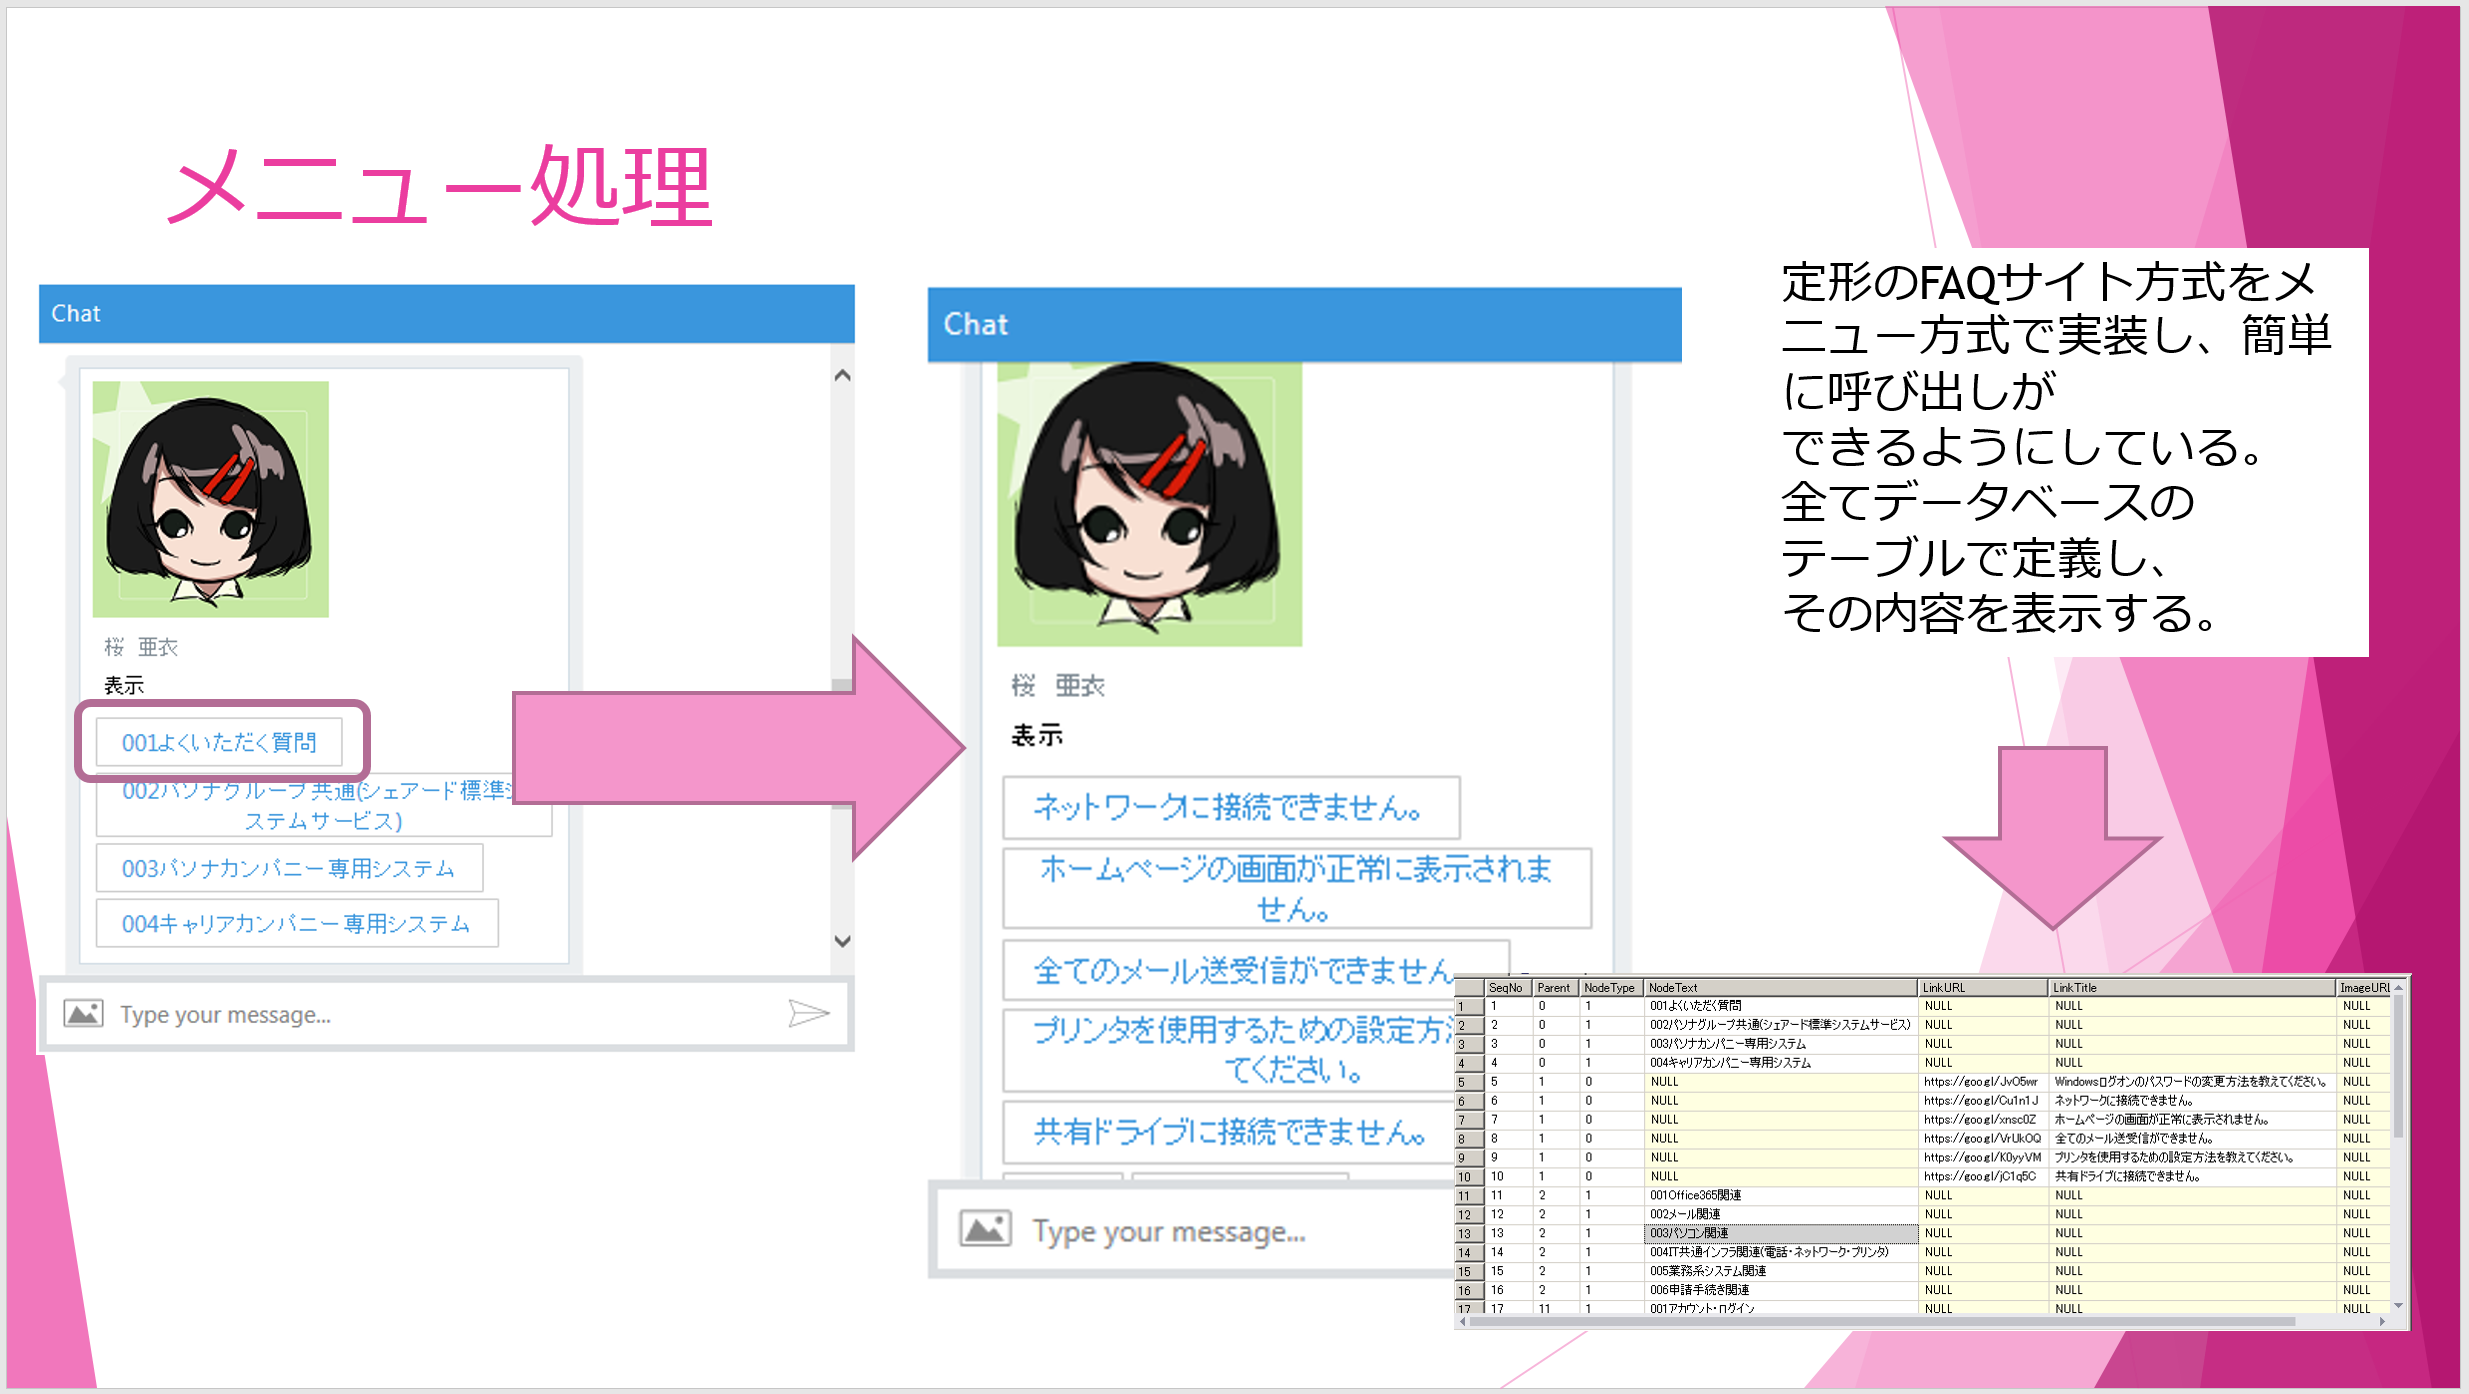 メニュー処理
Chat
桜 亜衣
表示
001よくいただく質問
002パソナグループ共通(シェアード標準シ
ステムサービス)
003パソナカンパニー専用システム
004キャリアカンパニー専用システム
Type your message...
Chat
桜 亜衣
表示
ネットワークに接続できません。
ホームページの画面が正常に表示されま
せん。
全てのメール送受信ができません
プリンタを使用するための設定方法
てください。
共有ドライブに接続できません。
Type your message...
定形のFAQサイト方式をメ
ニュー方式で実装し、簡単
に呼び出しが
できるようにしている。
全てデータベースの
テーブルで定義し、
その内容を表示する。
SeqNo Parent NodeType NodeText LinkURL LinkTitle ImageURL
1 1 0 1 001よくいただく質問 NULL NULL NULL
2 2 0 1 002パソナグループ共通(シェアード標準システムサービス) NULL NULL NULL
3 3 0 1 003パソナカンパニー専用システム NULL NULL NULL
4 4 0 1 004キャリアカンパニー専用システム NULL NULL NULL
5 5 1 0 NULL https://goo.gl/JvO5wr Windowsログオンのパスワードの変更方法を教えてください。 NULL
6 6 1 0 NULL https://goo.gl/Cu1n1J ネットワークに接続できません。 NULL
7 7 1 0 NULL https://goo.gl/xnsc0Z ホームページの画面が正常に表示されません。 NULL
8 8 1 0 NULL https://goo.gl/VrUkOQ 全てのメール送受信ができません。 NULL
9 9 1 0 NULL https://goo.gl/K0yyVM プリンタを使用するための設定方法を教えてください。 NULL
10 10 1 0 NULL https://goo.gl/jC1q5C 共有ドライブに接続できません。 NULL
11 11 2 1 001Office365関連 NULL NULL NULL
12 12 2 1 002メール関連 NULL NULL NULL
13 13 2 1 003パソコン関連 NULL NULL NULL
14 14 2 1 004IT共通インフラ関連(電話・ネットワーク・プリンタ) NULL NULL NULL
15 15 2 1 005業務系システム関連 NULL NULL NULL
16 16 2 1 006申請手続き関連 NULL NULL NULL
17 17 11 1 001アカウント・ログイン NULL NULL NULL